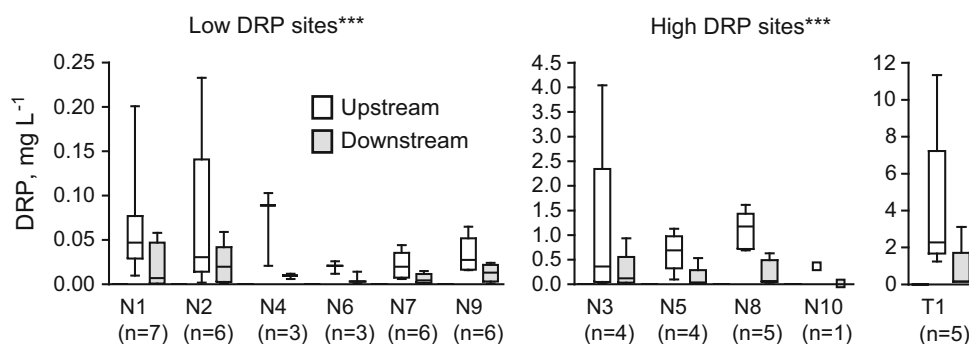 Low DRP sites***
High DRP sites***
DRP, mg L⁻¹
0.25
0.20
0.15
0.10
0.05
0.00
Upstream
Downstream
N1
(n=7)
N2
(n=6)
N4
(n=3)
N6
(n=3)
N7
(n=6)
N9
(n=6)
4.5
4.0
3.5
3.0
2.5
2.0
1.5
1.0
0.5
0.0
N3
(n=4)
N5
(n=4)
N8
(n=5)
N10
(n=1)
12
10
8
6
4
2
0
T1
(n=5)